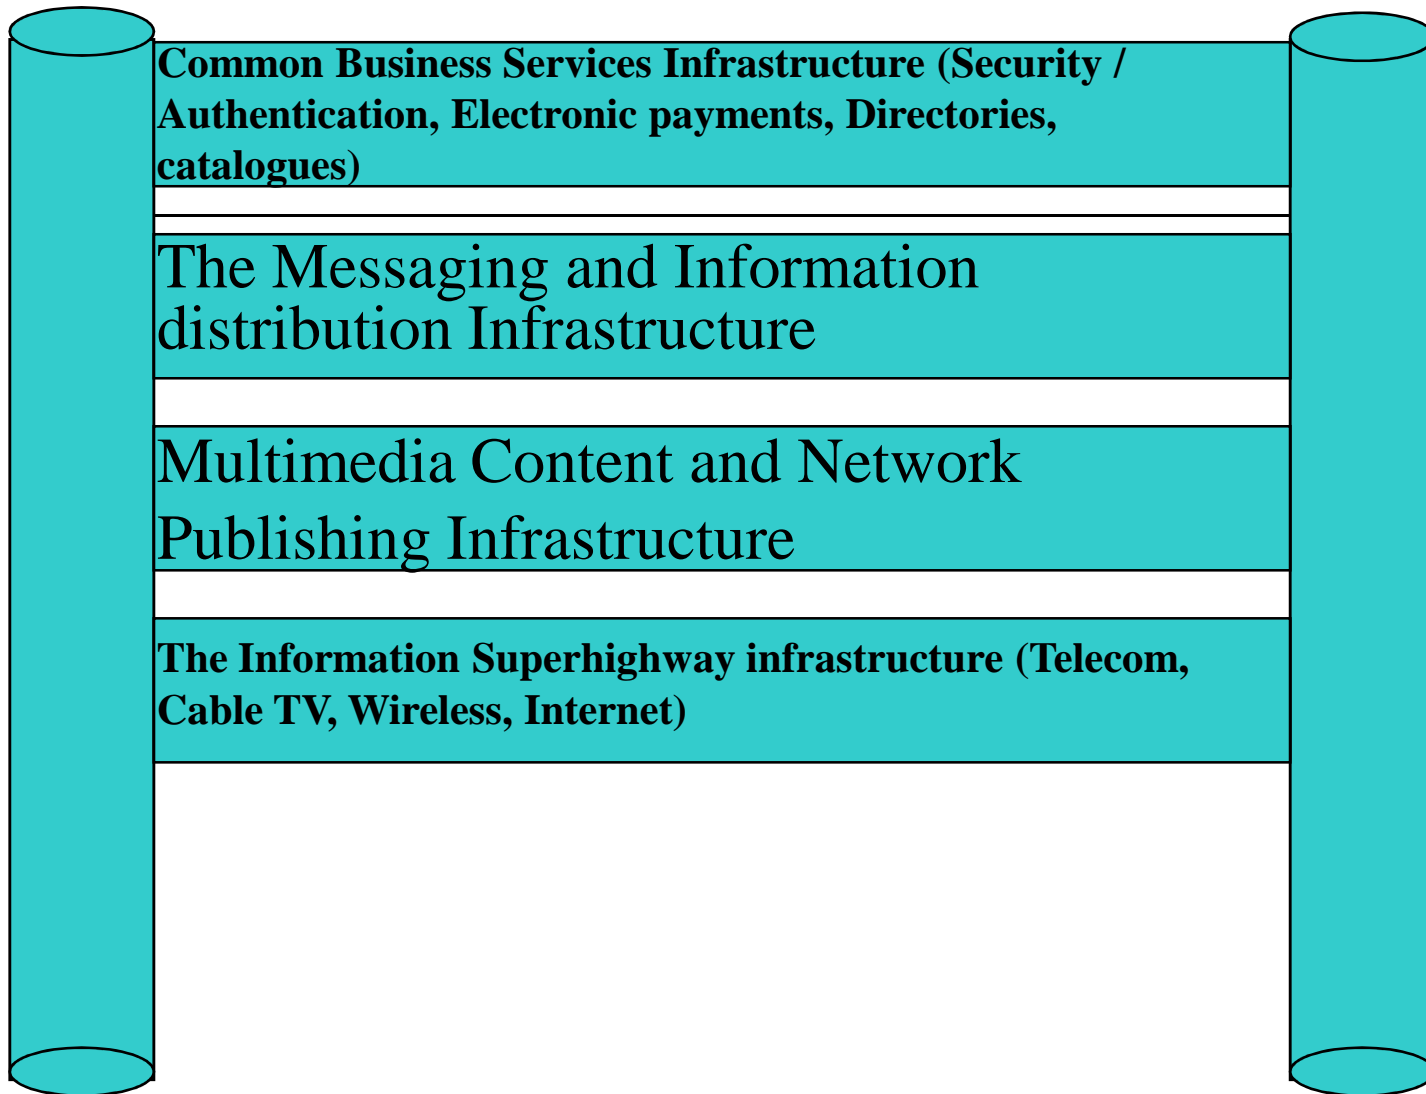 Common Business Services Infrastructure (Security /
Authentication, Electronic payments, Directories,
catalogues)
The Messaging and Information
distribution Infrastructure
Multimedia Content and Network
Publishing Infrastructure
The Information Superhighway infrastructure (Telecom,
Cable TV, Wireless, Internet)